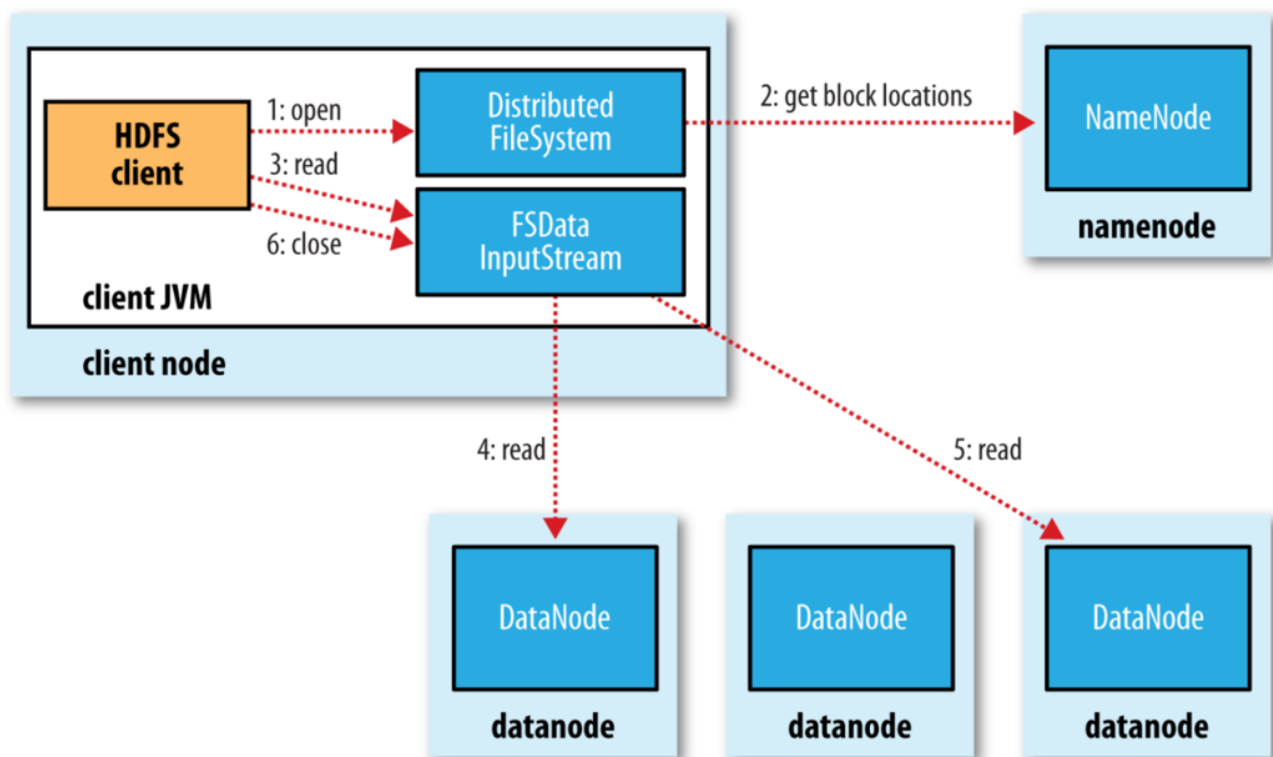 HDFS
client
1: open
3: read
6: close
Distributed
FileSystem
FSData
InputStream
client JVM
client node
2: get block locations
NameNode
namenode
4: read
5: read
DataNode
datanode
DataNode
datanode
DataNode
datanode